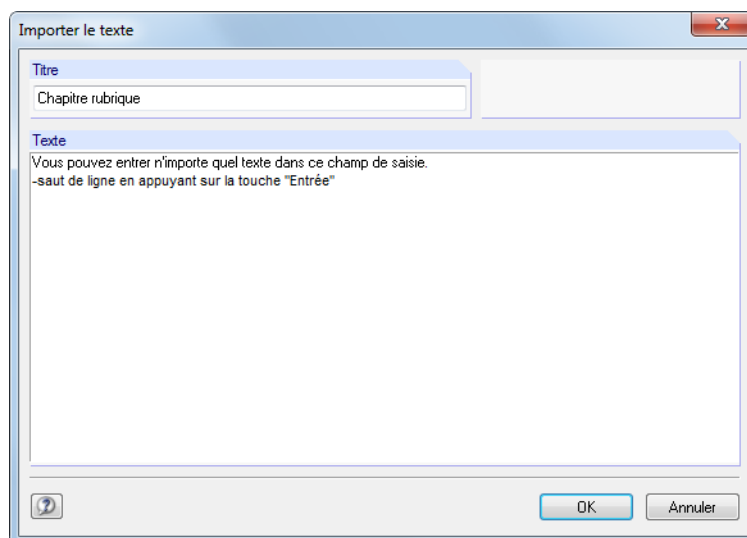 Importer le texte
Titre
Chapitre rubrique
Texte
Vous pouvez entrer n'importe quel texte dans ce champ de saisie.
-saut de ligne en appuyant sur la touche "Entrée"
OK
Annuler